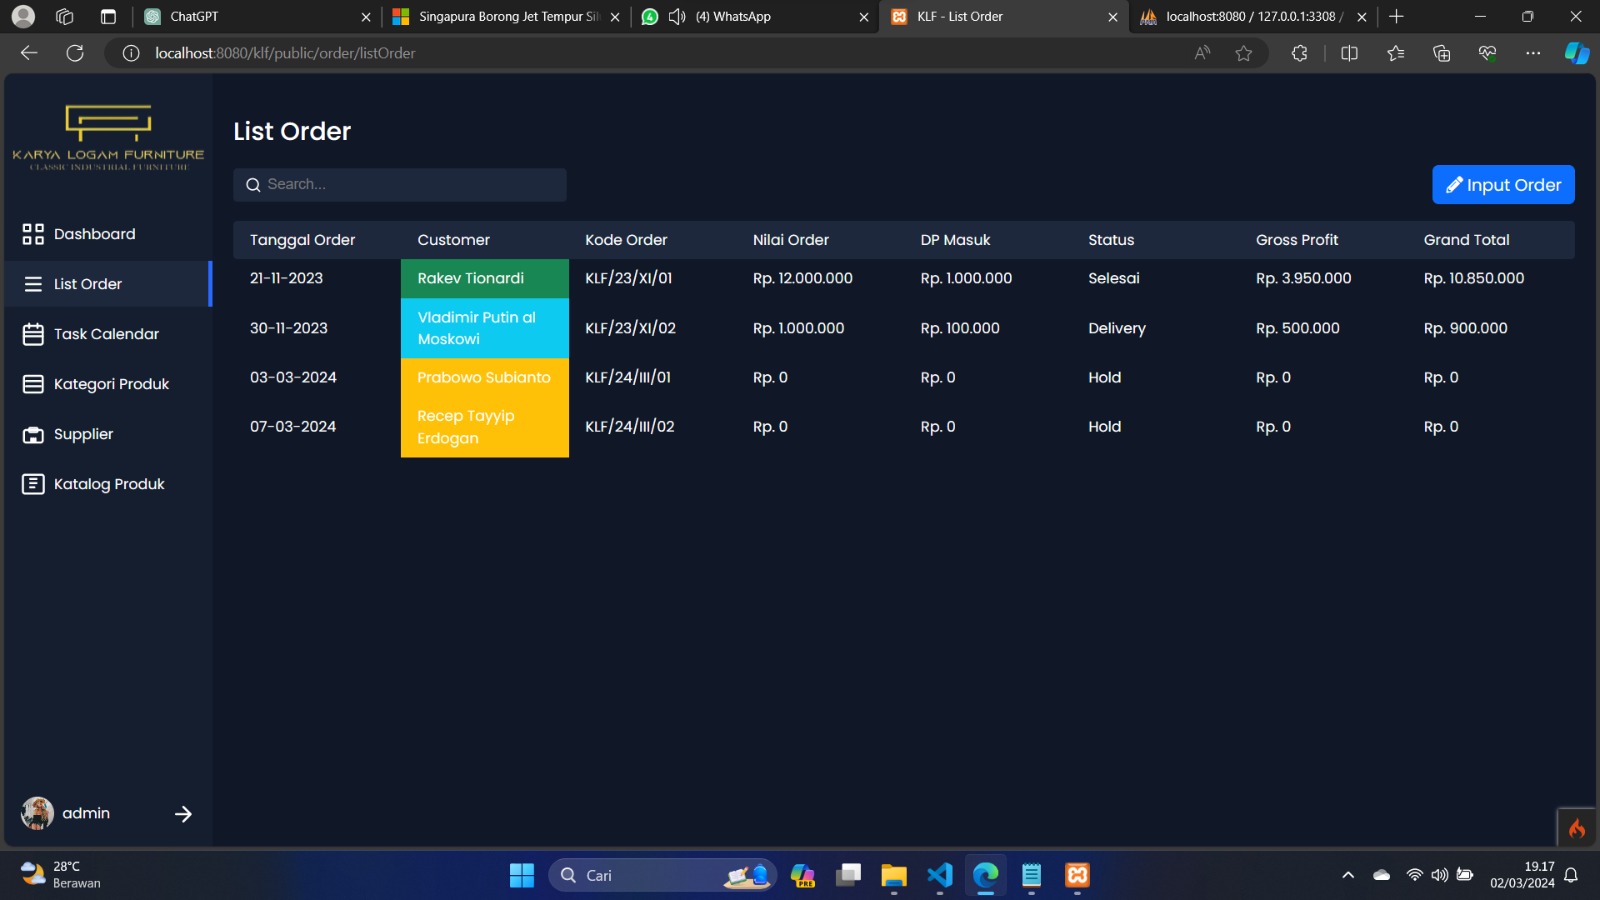 ChatGPT
Singapura Borong Jet Tempur Sil
(4) WhatsApp
KLF - List Order
localhost:8080 / 127.0.0.1:3308 /
localhost:8080/klf/public/order/listOrder
KARYA LOGAM FURNITURE
CLASSIC INDUSTRIAL FURNITURE
Dashboard
List Order
Task Calendar
Kategori Produk
Supplier
Katalog Produk
admin
List Order
Search...
Input Order
Tanggal Order Customer Kode Order Nilai Order DP Masuk Status Gross Profit Grand Total
21-11-2023 Rakev Tionardi KLF/23/XI/01 Rp. 12.000.000 Rp. 1.000.000 Selesai Rp. 3.950.000 Rp. 10.850.000
30-11-2023 Vladimir Putin al Moskowi KLF/23/XI/02 Rp. 1.000.000 Rp. 100.000 Delivery Rp. 500.000 Rp. 900.000
03-03-2024 Prabowo Subianto KLF/24/III/01 Rp. 0 Rp. 0 Hold Rp. 0 Rp. 0
07-03-2024 Recep Tayyip Erdogan KLF/24/III/02 Rp. 0 Rp. 0 Hold Rp. 0 Rp. 0
28°C
Berawan
Cari
PRE
19.17
02/03/2024